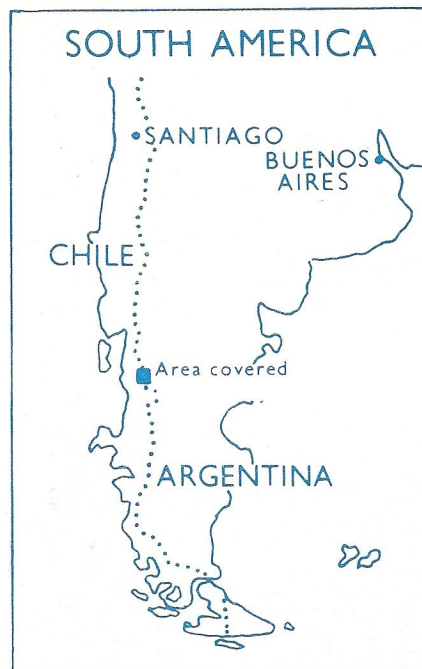 SOUTH AMERICA
SANTIAGO
BUENOS
AIRES
CHILE
Area covered
ARGENTINA